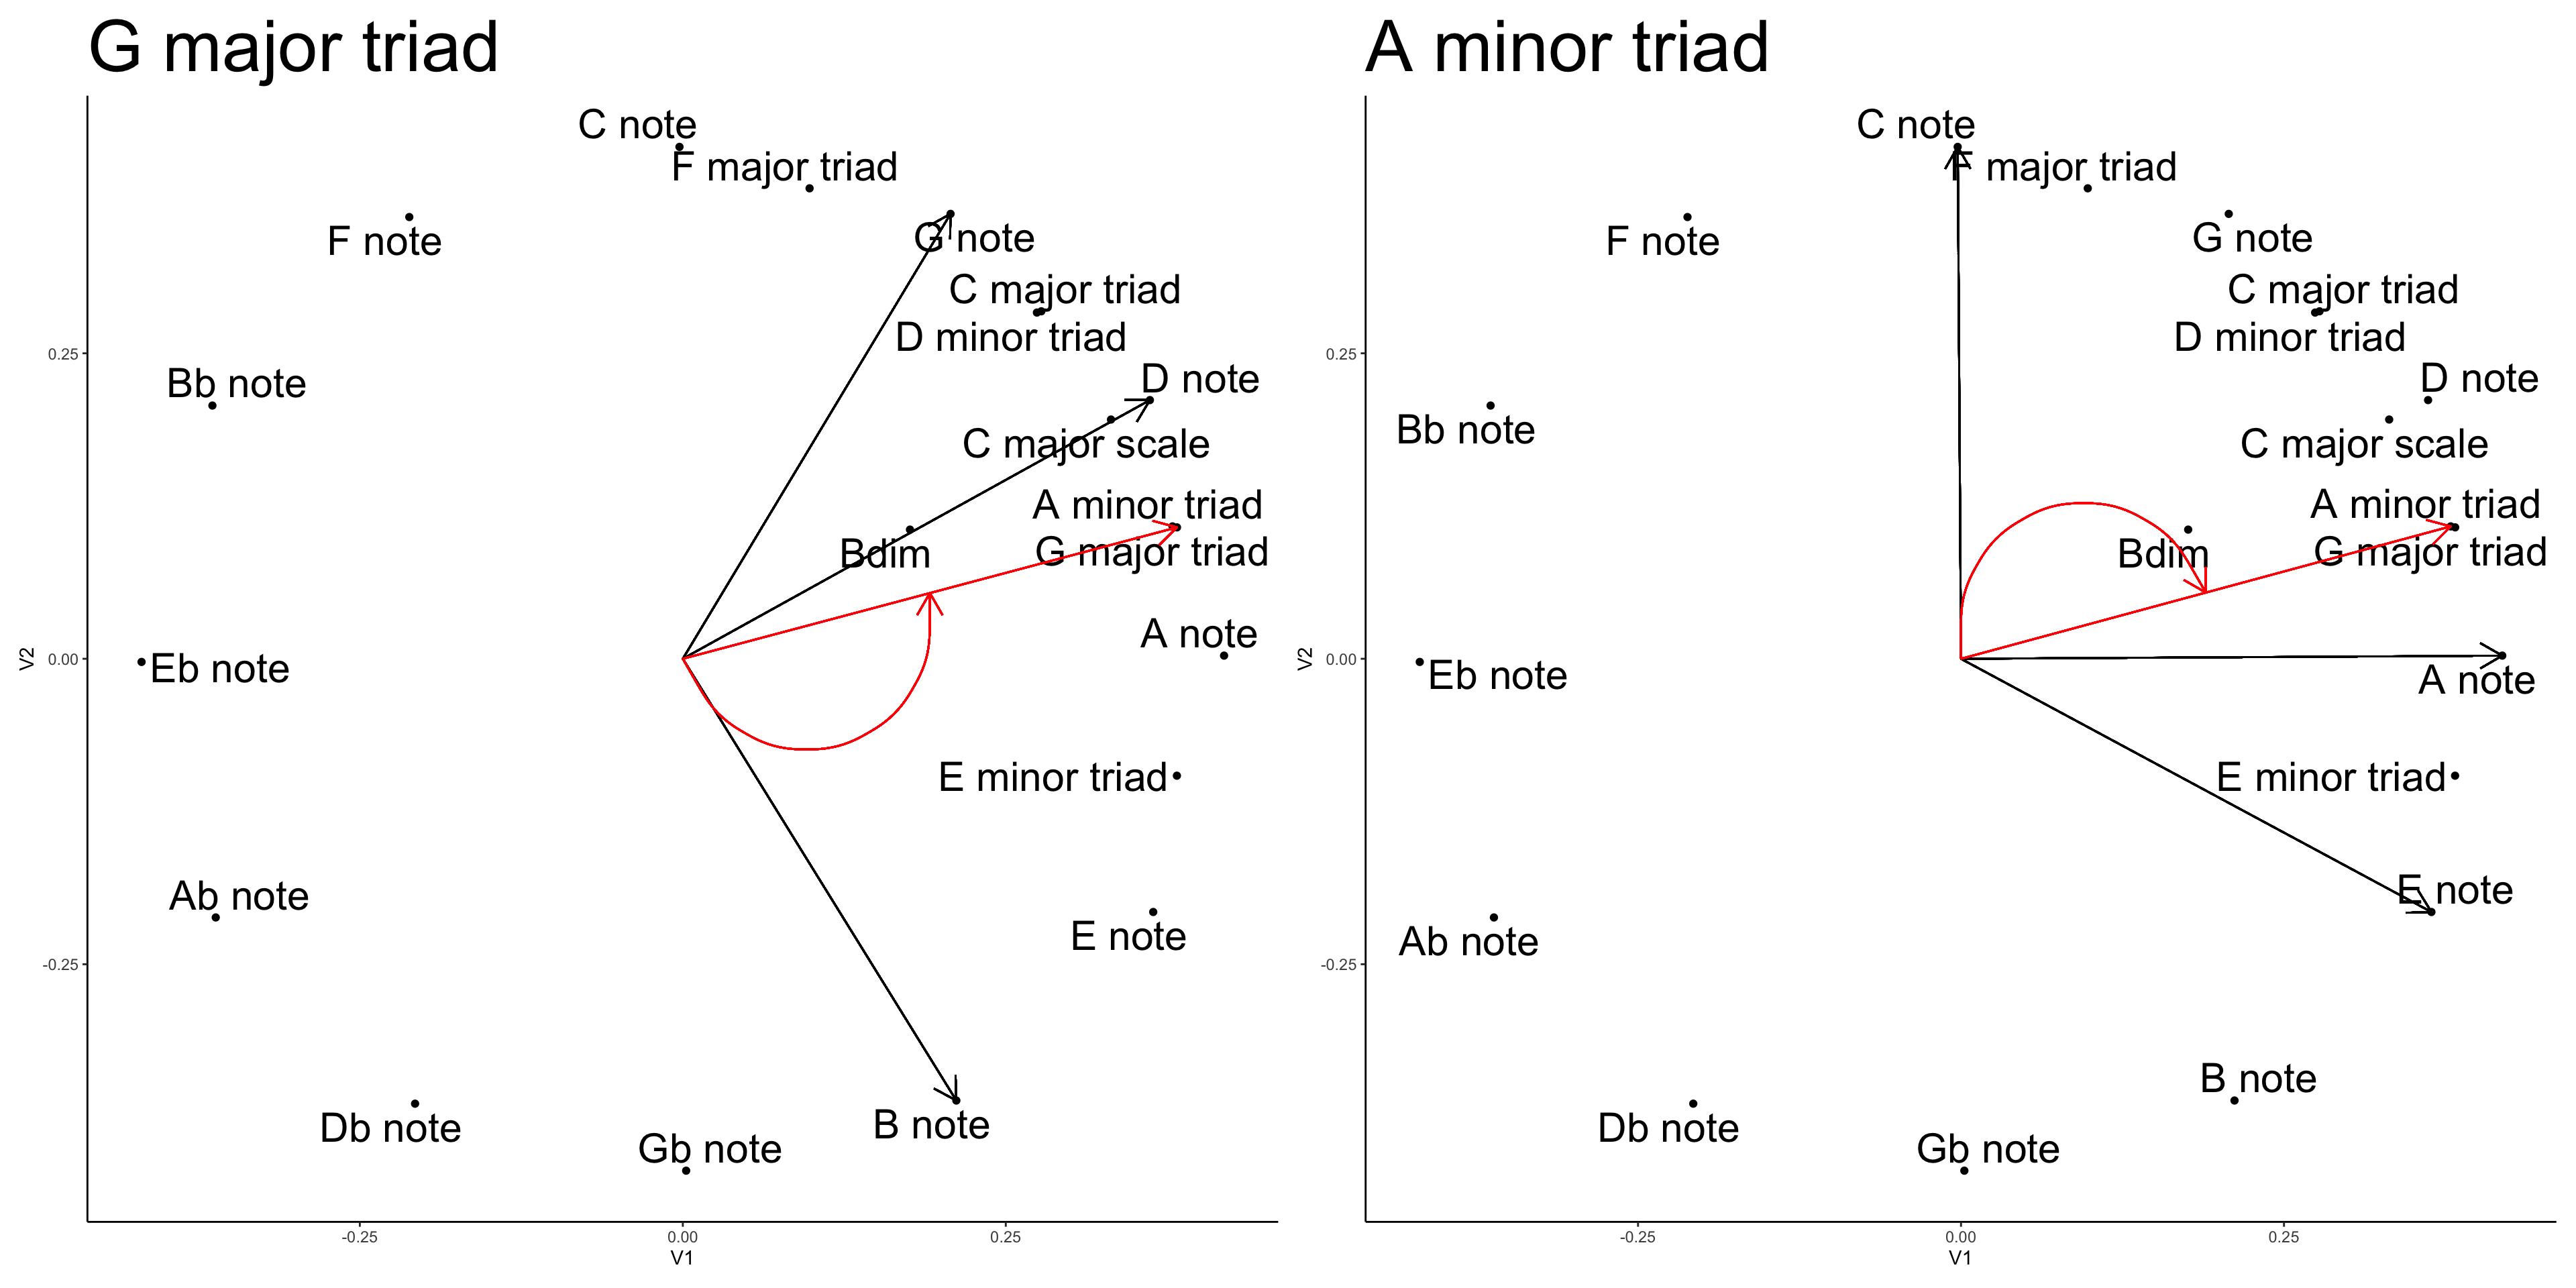 G major triad
C note
F major triad
G note
F note
C major triad
D minor triad
0.25
D note
Bb note
C major scale
A minor triad
Bdim
G major triad
A note
V2
0.00
Eb note
E minor triad
Ab note
E note
-0.25
Db note
B note
Gb note
-0.25
0.00
0.25
V1
A minor triad
C note
F major triad
G note
F note
C major triad
D minor triad
0.25
D note
Bb note
C major scale
A minor triad
Bdim
G major triad
V2
0.00
Eb note
A note
E minor triad
E note
Ab note
-0.25
B note
Db note
Gb note
-0.25
0.00
0.25
V1